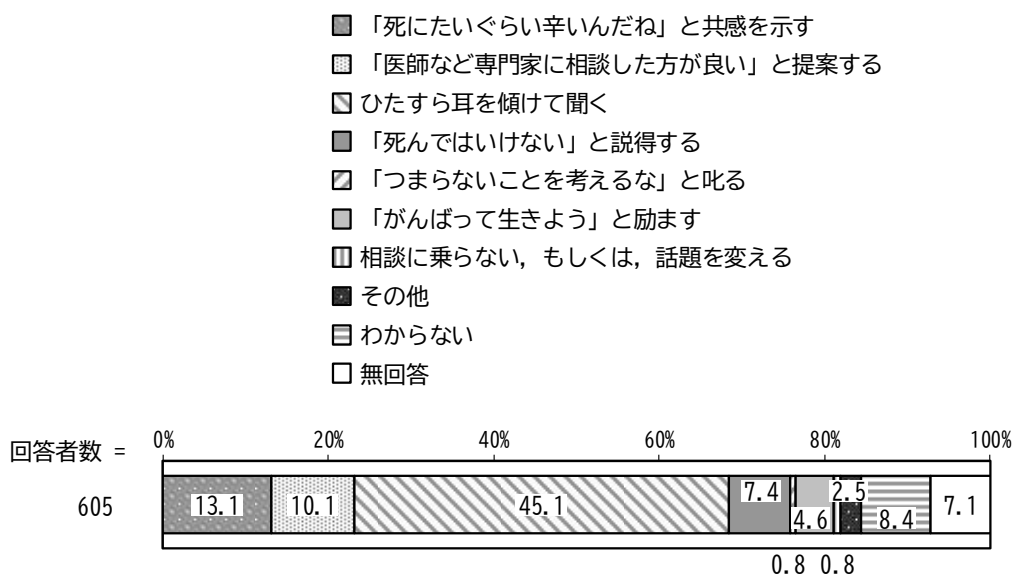 「死にたいぐらい辛いんだね」と共感を示す
「医師など専門家に相談した方が良い」と提案する
ひたすら耳を傾けて聞く
「死んではいけない」と説得する
「つまらないことを考えるな」と叱る
「がんばって生きよう」と励ます
相談に乗らない，もしくは，話題を変える
その他
わからない
無回答
回答者数 =
0% 20% 40% 60% 80% 100%
605
13.1 10.1 45.1 7.4 0.8 4.6 0.8 2.5 8.4 7.1